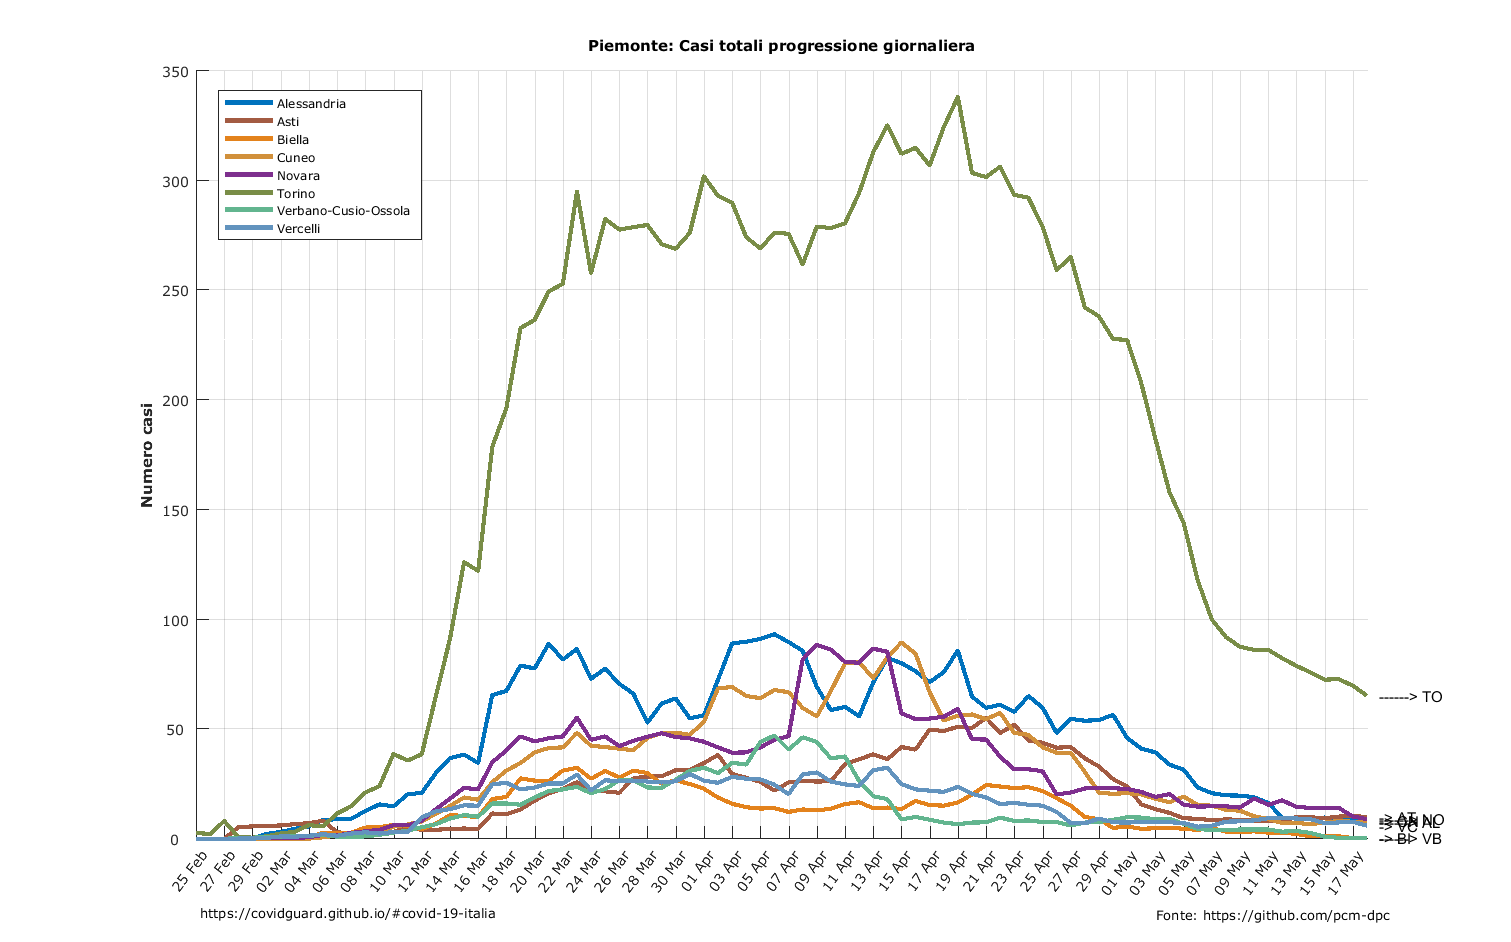 Piemonte: Casi totali progressione giornaliera
350
300
250
200
150
100
50
0
Numero casi
Alessandria
Asti
Biella
Cuneo
Novara
Torino
Verbano-Cusio-Ossola
Vercelli
------> TO
NO
AL
VC
VB
25 Feb
27 Feb
29 Feb
02 Mar
04 Mar
06 Mar
08 Mar
10 Mar
12 Mar
14 Mar
16 Mar
18 Mar
20 Mar
22 Mar
24 Mar
26 Mar
28 Mar
30 Mar
01 Apr
03 Apr
05 Apr
07 Apr
09 Apr
11 Apr
13 Apr
15 Apr
17 Apr
19 Apr
21 Apr
23 Apr
25 Apr
27 Apr
29 Apr
01 May
03 May
05 May
07 May
09 May
11 May
13 May
15 May
17 May
https://covidguard.github.io/#covid-19-italia
Fonte: https://github.com/pcm-dpc